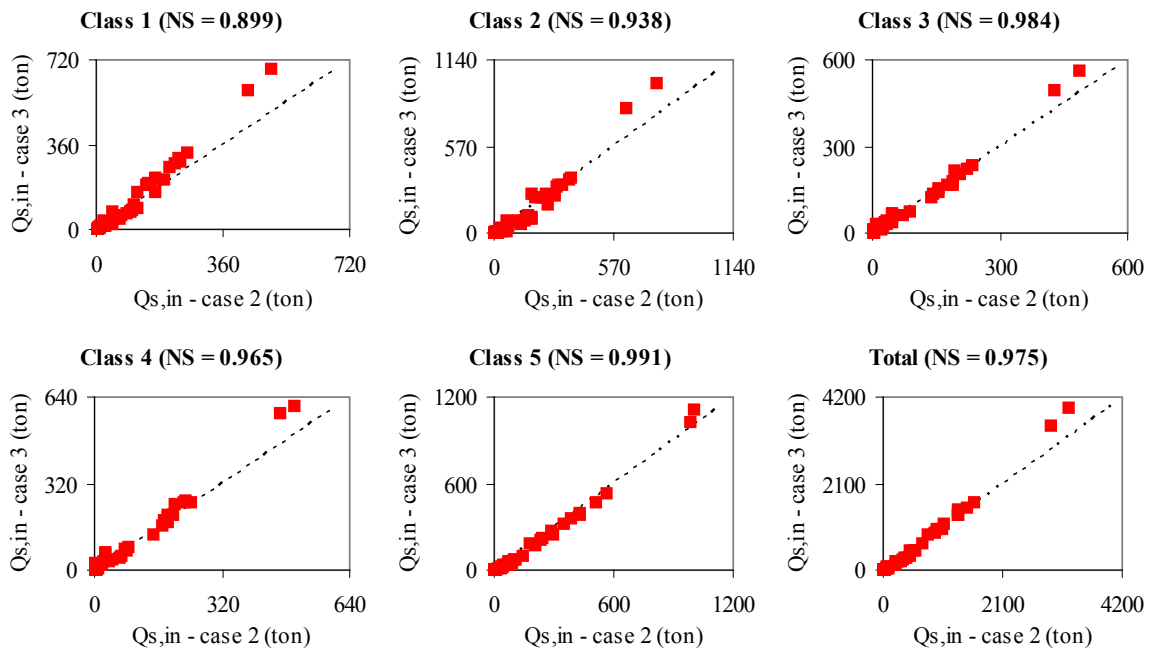 Class 1 (NS = 0.899)
Qs,in - case 3 (ton)
720
360
0
0 360 720
Qs,in - case 2 (ton)
Class 2 (NS = 0.938)
Qs,in - case 3 (ton)
1140
570
0
0 570 1140
Qs,in - case 2 (ton)
Class 3 (NS = 0.984)
Qs,in - case 3 (ton)
600
300
0
0 300 600
Qs,in - case 2 (ton)
Class 4 (NS = 0.965)
Qs,in - case 3 (ton)
640
320
0
0 320 640
Qs,in - case 2 (ton)
Class 5 (NS = 0.991)
Qs,in - case 3 (ton)
1200
600
0
0 600 1200
Qs,in - case 2 (ton)
Total (NS = 0.975)
Qs,in - case 3 (ton)
4200
2100
0
0 2100 4200
Qs,in - case 2 (ton)